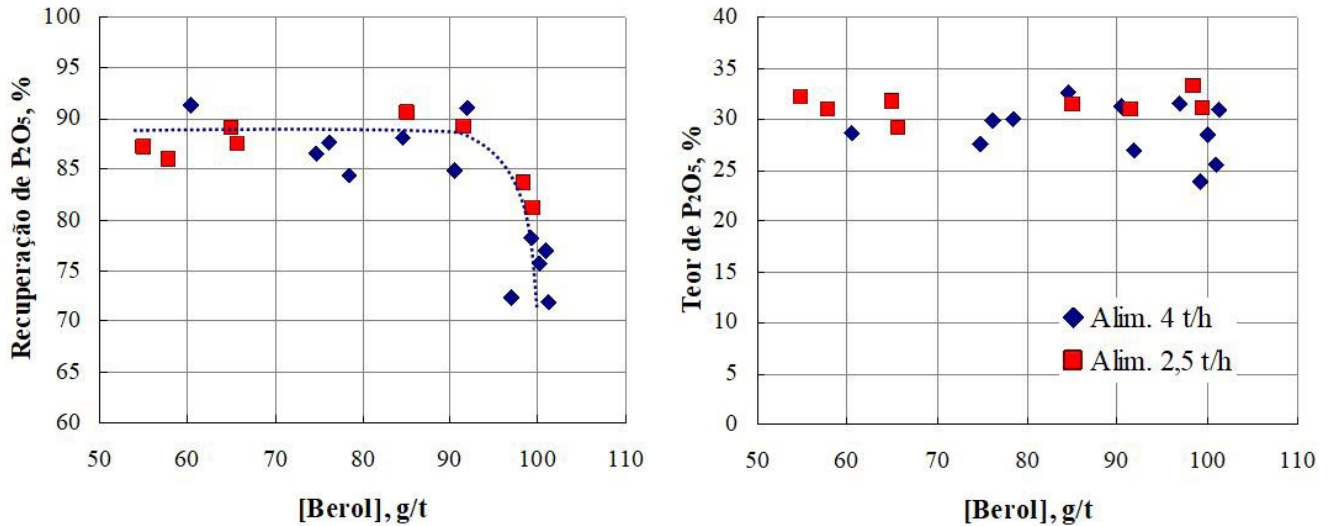 100
95
90
85
80
75
70
65
60
Recuperação de P₂O₅, %
50 60 70 80 90 100 110
[Berol], g/t
40
35
30
25
20
15
10
5
0
Teor de P₂O₅, %
Alim. 4 t/h
Alim. 2,5 t/h
50 60 70 80 90 100 110
[Berol], g/t